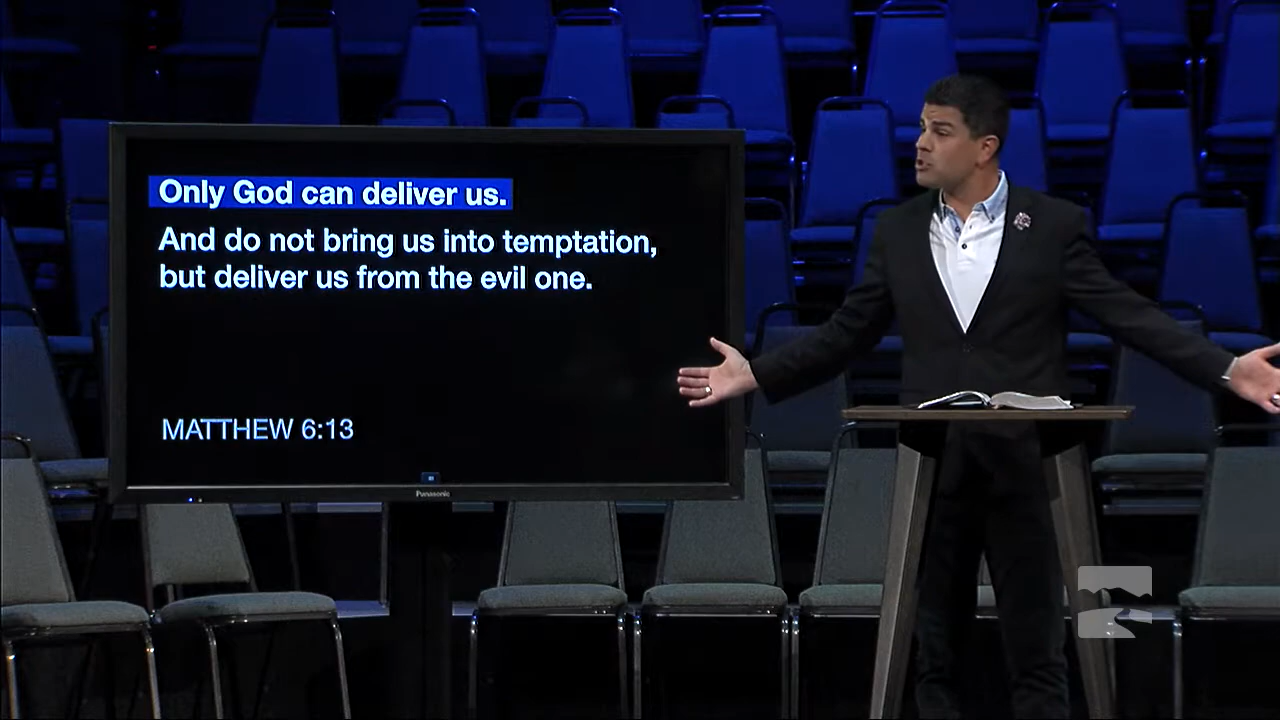 Only God can deliver us.
And do not bring us into temptation,
but deliver us from the evil one.
MATTHEW 6:13
Panasonic